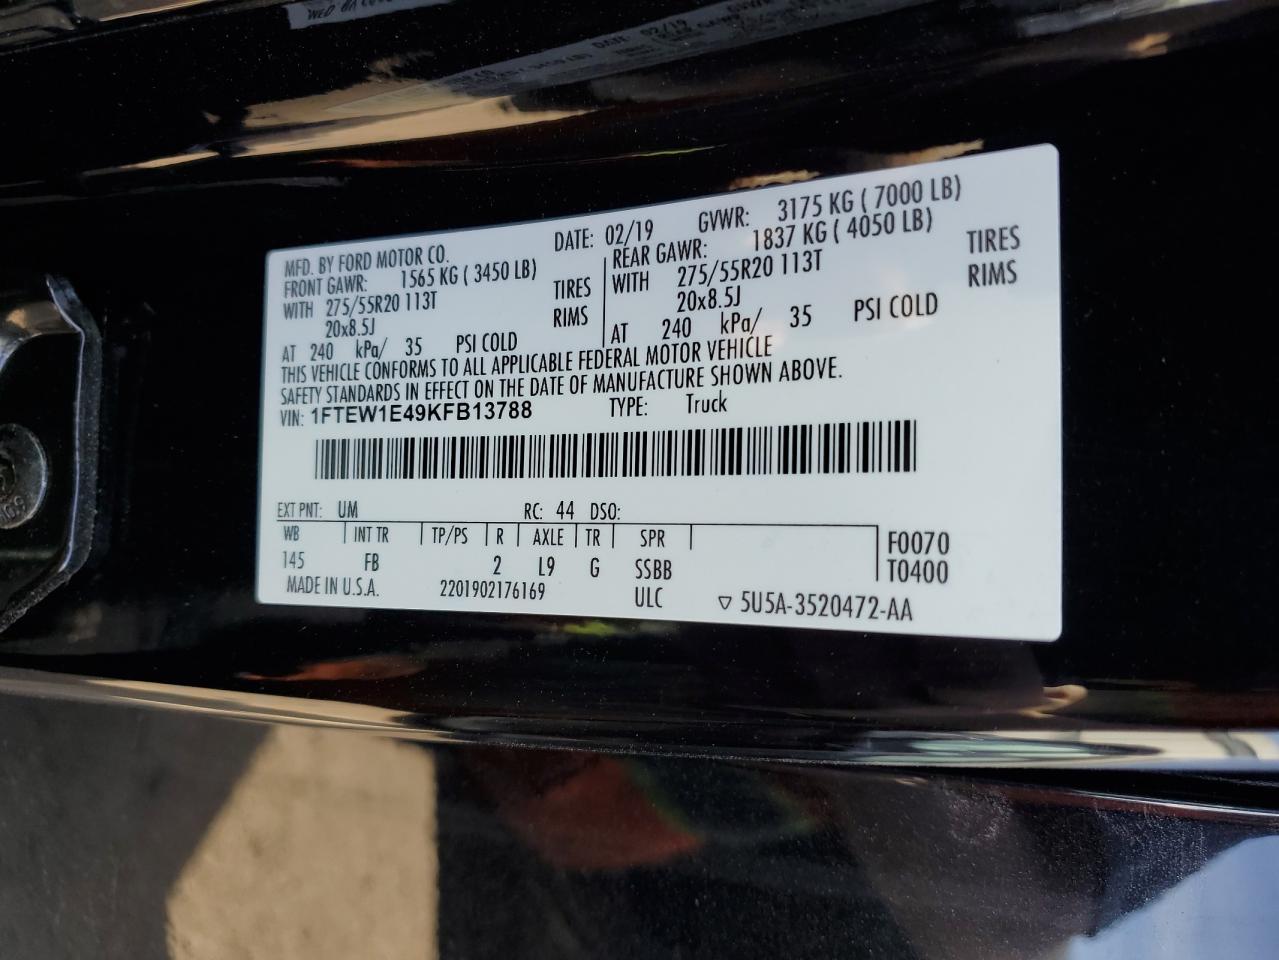 MFD. BY FORD MOTOR CO. DATE: 02/19 GVWR: 3175 KG ( 7000 LB)
FRONT GAWR: 1565 KG ( 3450 LB) REAR GAWR: 1837 KG ( 4050 LB)
WITH 275/55R20 113T TIRES WITH 275/55R20 113T TIRES
20x8.5J RIMS 20x8.5J RIMS
AT 240 kPa/ 35 PSI COLD AT 240 kPa/ 35 PSI COLD
THIS VEHICLE CONFORMS TO ALL APPLICABLE FEDERAL MOTOR VEHICLE
SAFETY STANDARDS IN EFFECT ON THE DATE OF MANUFACTURE SHOWN ABOVE.
VIN: 1FTEW1E49KFB13788 TYPE: Truck
EXT PNT: UM RC: 44 DSO:
WB INT TR TP/PS R AXLE TR SPR F0070
145 FB 2 L9 G SSBB T0400
MADE IN U.S.A. 2201902176169 ULC ▽ 5U5A-3520472-AA